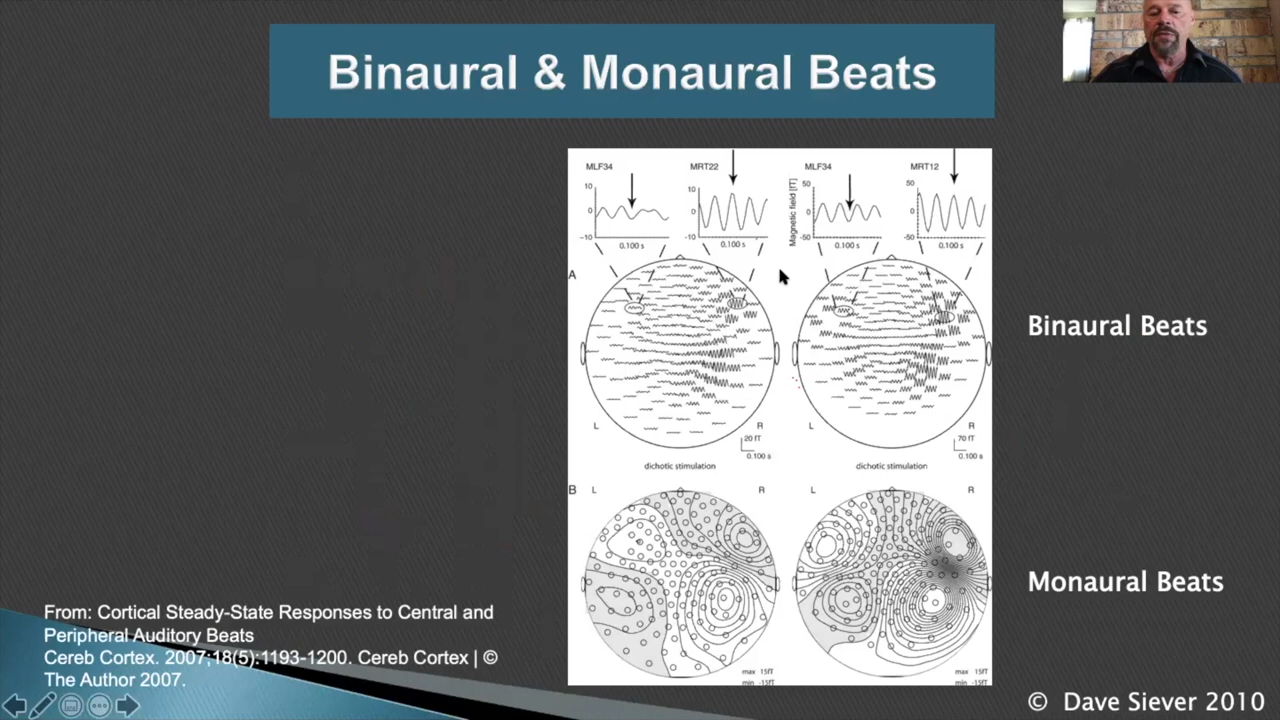 Binaural & Monaural Beats
MLF34
MRT22
MLF34
MRT12
10
0
-10
0.100 s
10
0
-10
0.100 s
Magnetic field [fT]
50
0
-50
0.100 s
50
0
-50
0.100 s
A
L
R
20 fT
0.100 s
L
R
70 fT
0.100 s
dichotic stimulation
dichotic stimulation
Binaural Beats
B
L
R
L
R
max 15fT
min -15fT
max 15fT
min -15fT
Monaural Beats
From: Cortical Steady-State Responses to Central and
Peripheral Auditory Beats
Cereb Cortex. 2007;18(5):1193-1200. Cereb Cortex | ©
The Author 2007.
© Dave Siever 2010